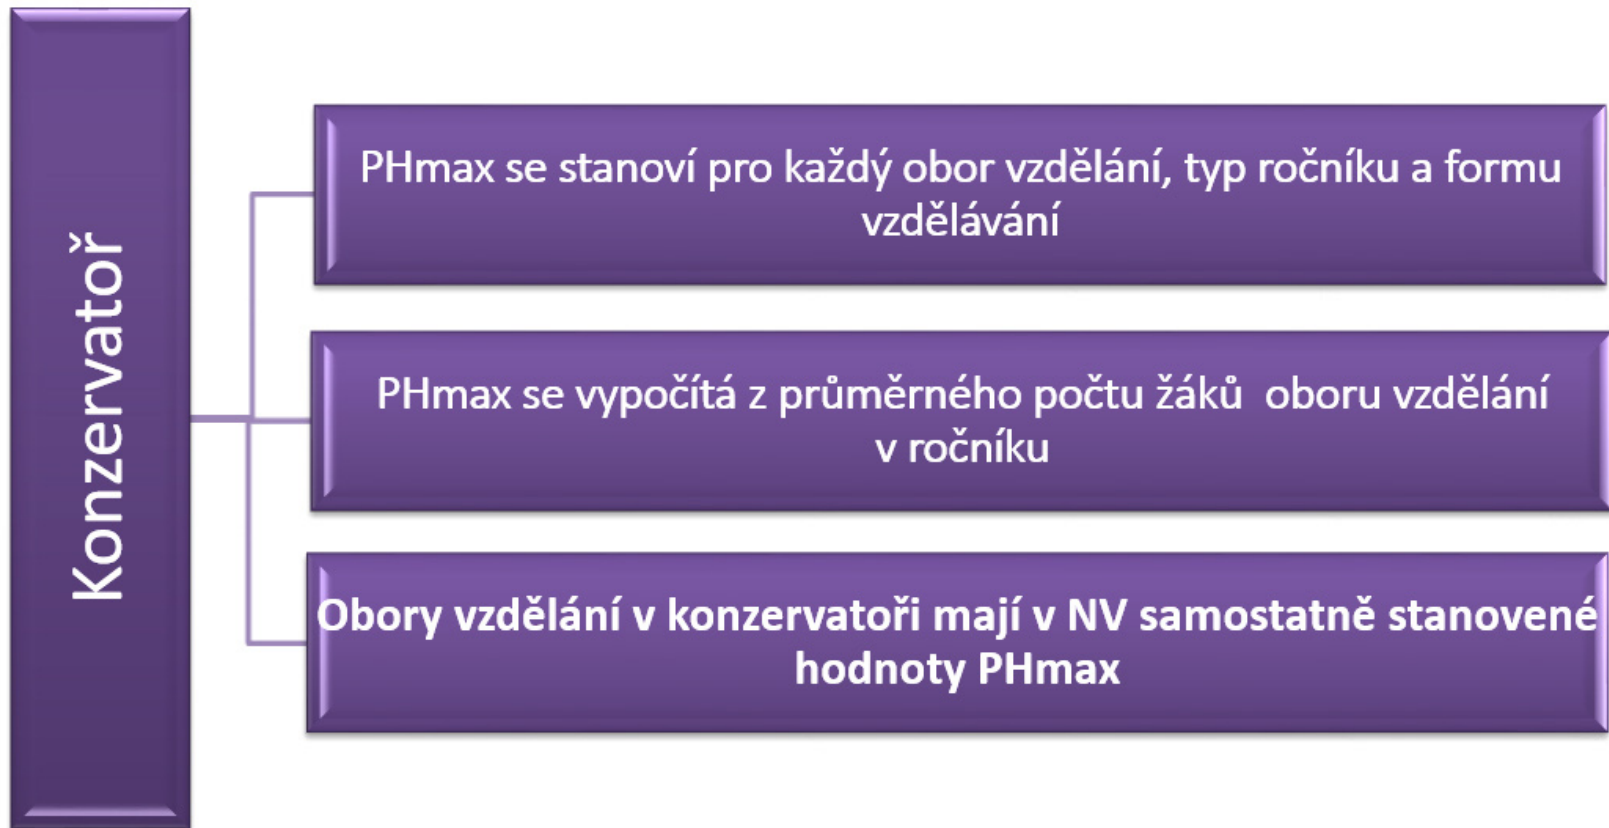 Konzervatoř
PHmax se stanoví pro každý obor vzdělání, typ ročníku a formu
vzdělávání
PHmax se vypočítá z průměrného počtu žáků oboru vzdělání
v ročníku
Obory vzdělání v konzervatoři mají v NV samostatně stanovené
hodnoty PHmax